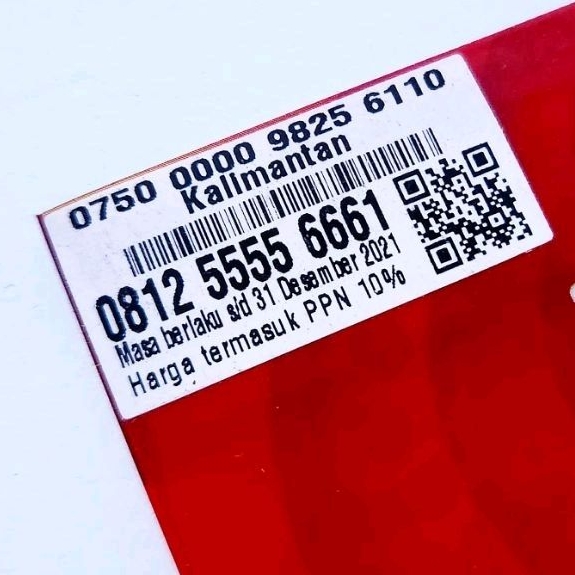 0750 0000 9825 6110
Kalimantan
0812 5555 6661
Masa berlaku s/d 31 Desember 2021
Harga termasuk PPN 10%